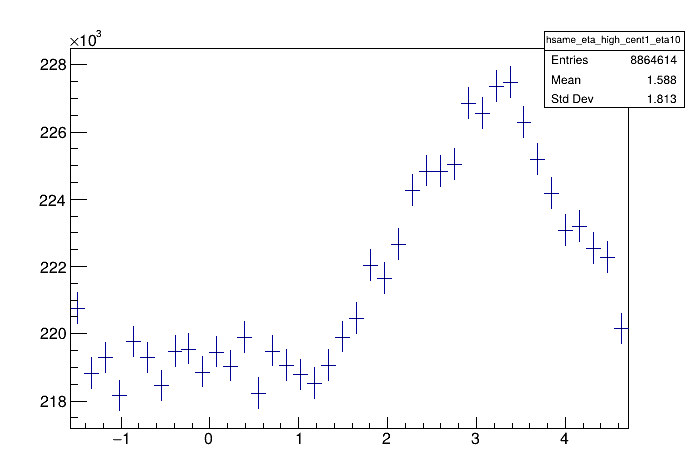 ×10³
hsame_eta_high_cent1_eta10
Entries 8864614
Mean 1.588
Std Dev 1.813
228
226
224
222
220
218
−1 0 1 2 3 4